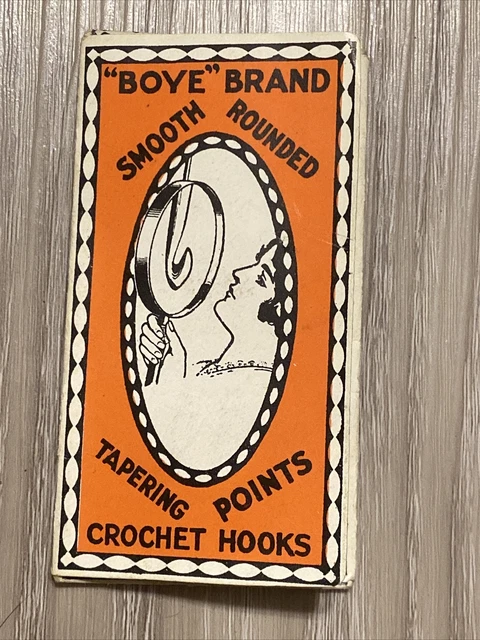 "BOYE" BRAND
SMOOTH ROUNDED
TAPERING POINTS
CROCHET HOOKS